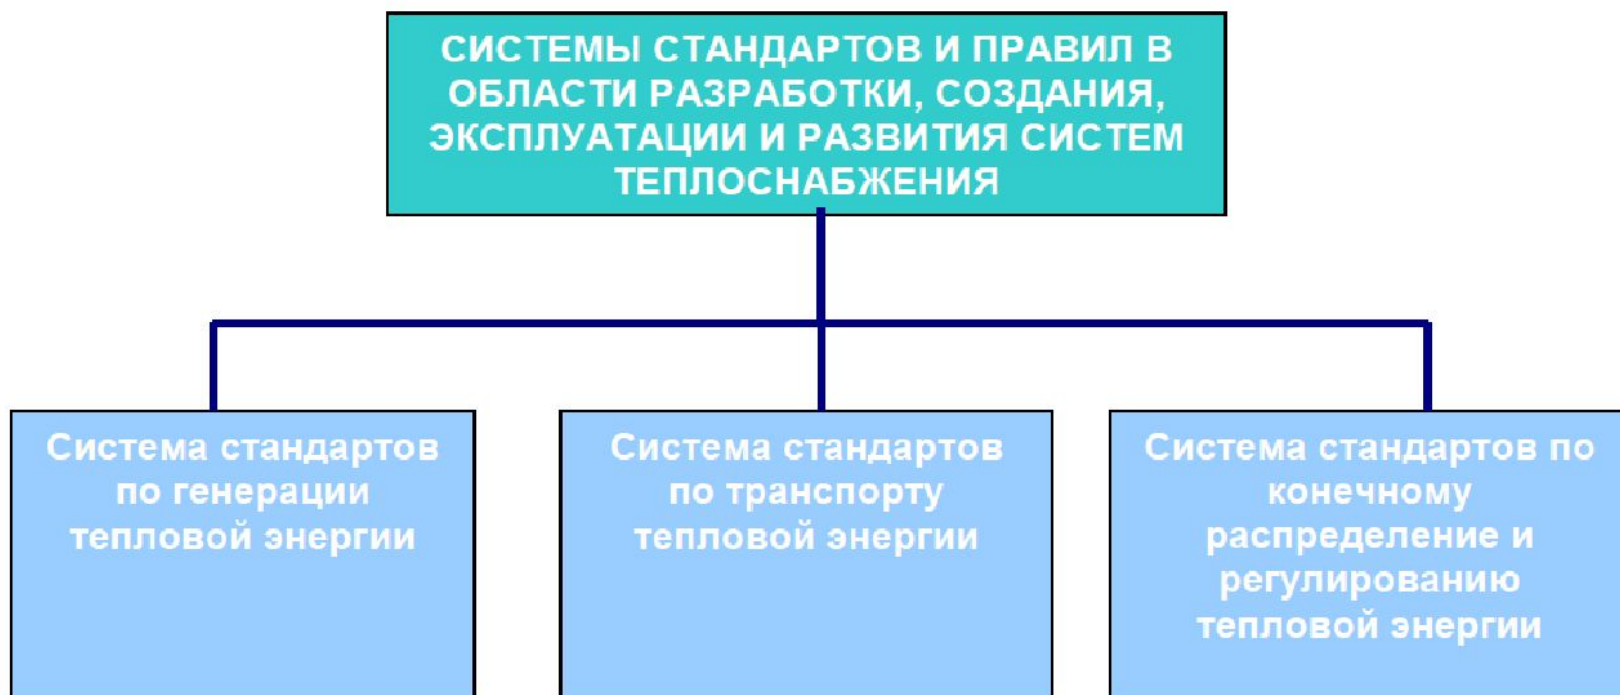 СИСТЕМЫ СТАНДАРТОВ И ПРАВИЛ В
ОБЛАСТИ РАЗРАБОТКИ, СОЗДАНИЯ,
ЭКСПЛУАТАЦИИ И РАЗВИТИЯ СИСТЕМ
ТЕПЛОСНАБЖЕНИЯ
Система стандартов
по генерации
тепловой энергии
Система стандартов
по транспорту
тепловой энергии
Система стандартов по
конечному
распределение и
регулированию
тепловой энергии